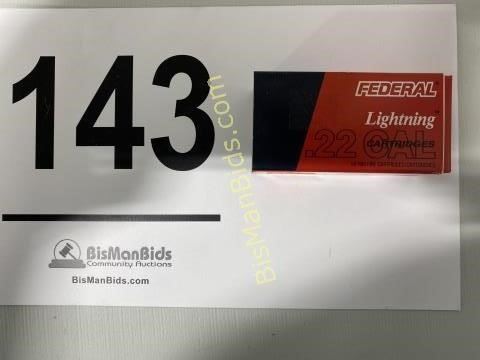 143
BisManBids
Community Auctions
BisManBids.com
BisManBids.com
FEDERAL
Lightning
.22 CAL
CARTRIDGES